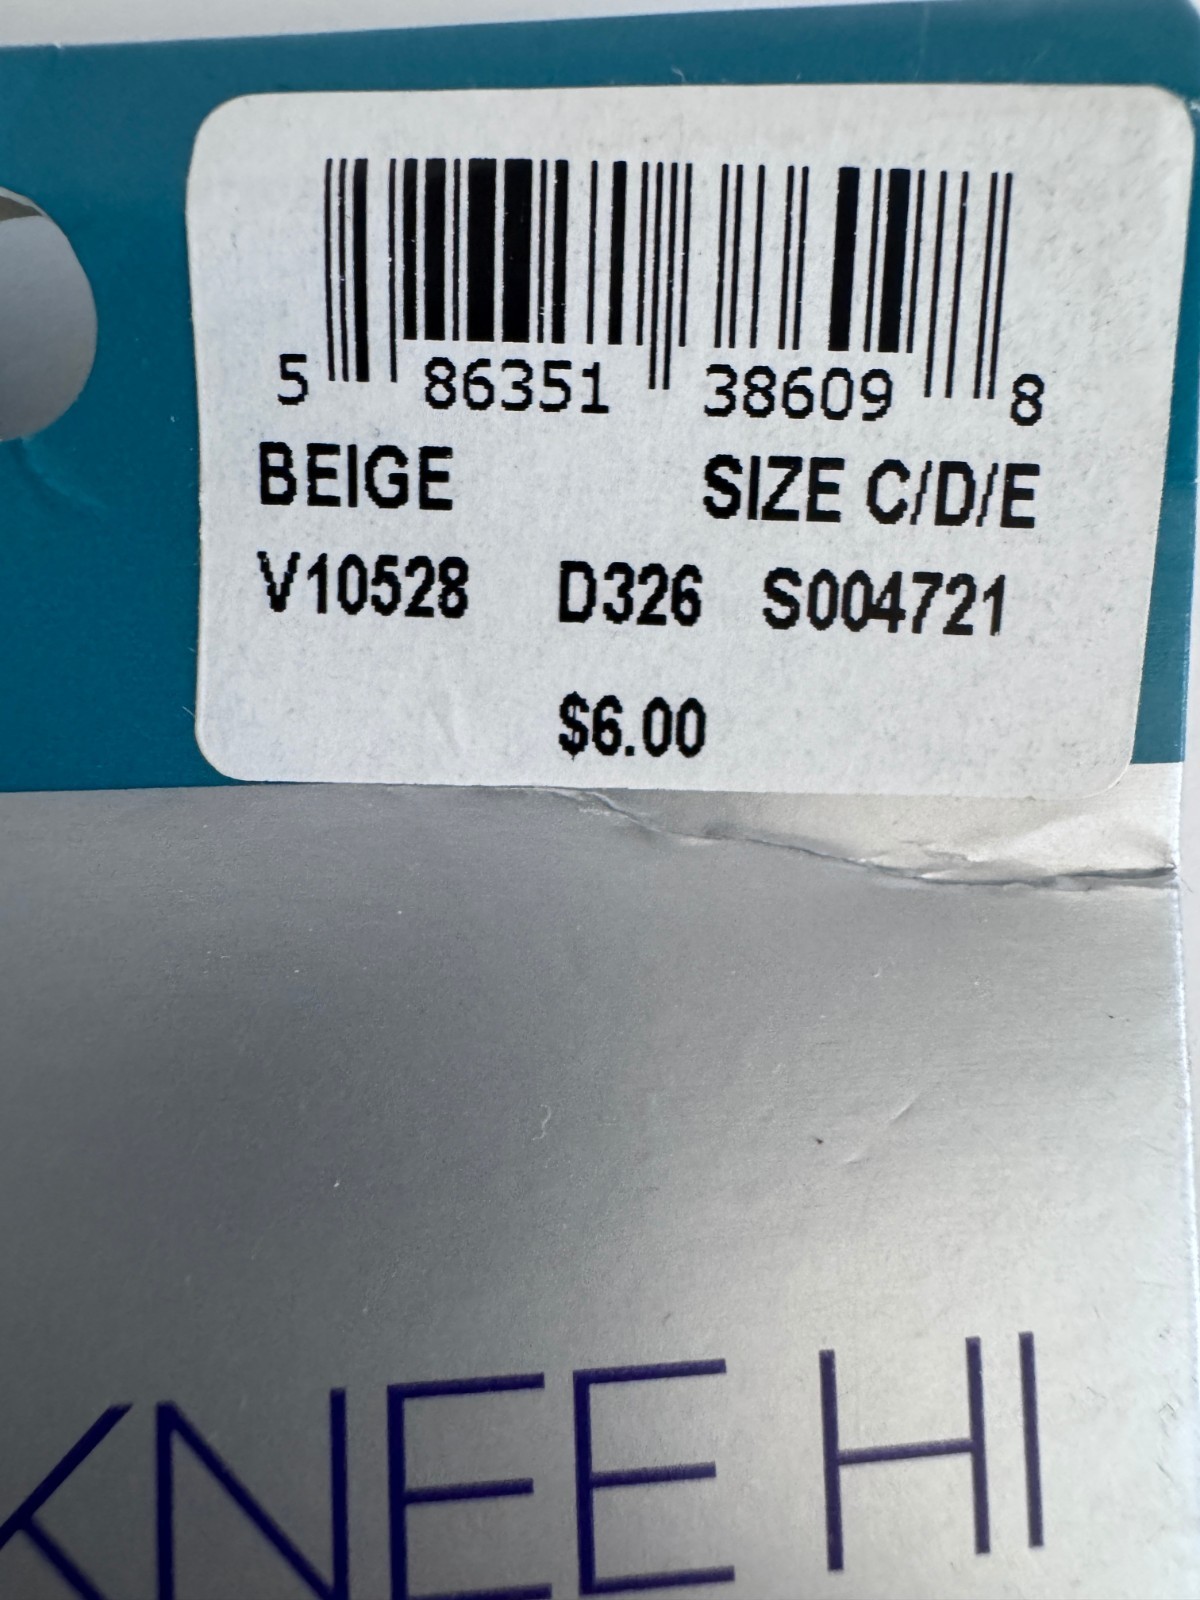 5 86351 38609 8
BEIGE SIZE C/D/E
V10528 D326 S004721
$6.00
KNEE HI